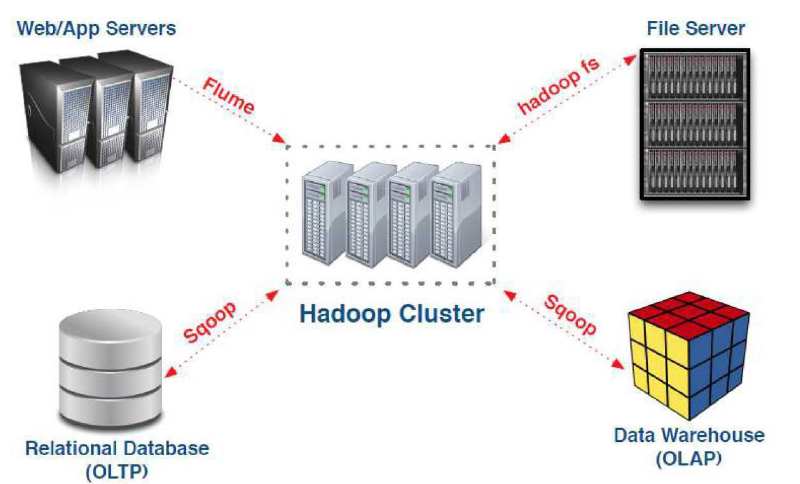 Web/App Servers
File Server
Flume
hadoop fs
Hadoop Cluster
Sqoop
Sqoop
Relational Database
(OLTP)
Data Warehouse
(OLAP)